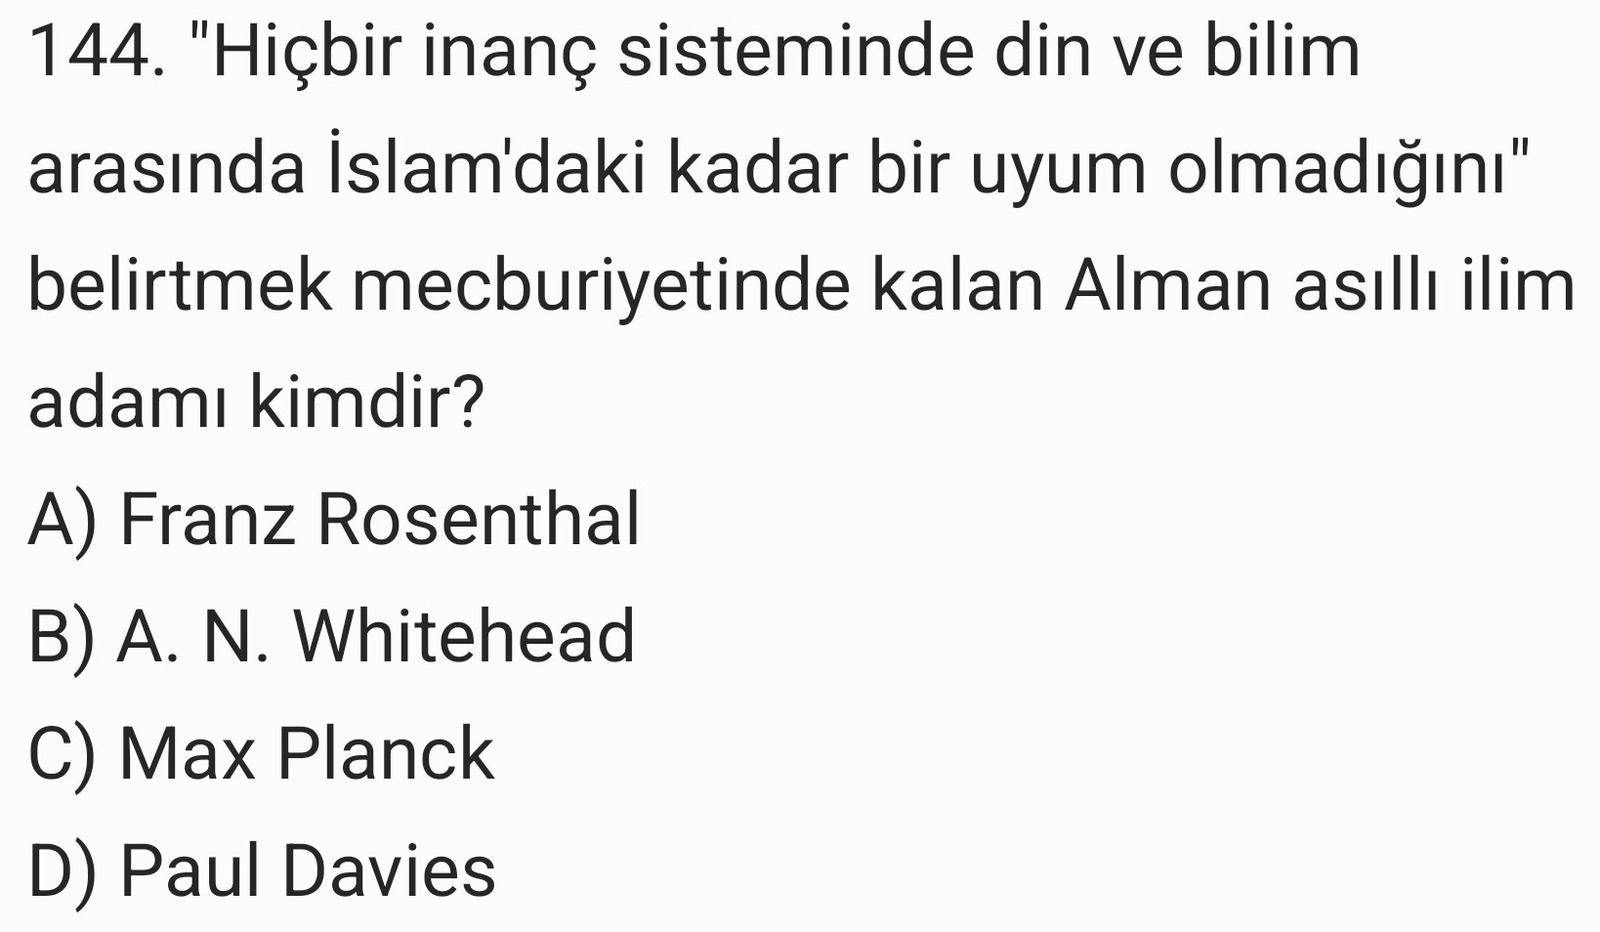 144. "Hiçbir inanç sisteminde din ve bilim
arasında İslam'daki kadar bir uyum olmadığını"
belirtmek mecburiyetinde kalan Alman asıllı ilim
adamı kimdir?
A) Franz Rosenthal
B) A. N. Whitehead
C) Max Planck
D) Paul Davies